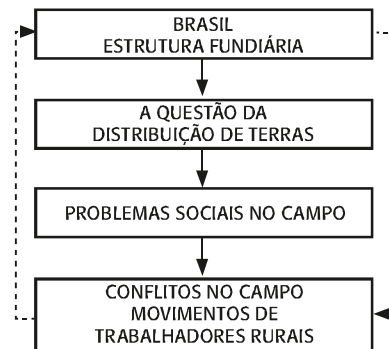 BRASIL
ESTRUTURA FUNDIÁRIA
A QUESTÃO DA
DISTRIBUIÇÃO DE TERRAS
PROBLEMAS SOCIAIS NO CAMPO
CONFLITOS NO CAMPO
MOVIMENTOS DE
TRABALHADORES RURAIS